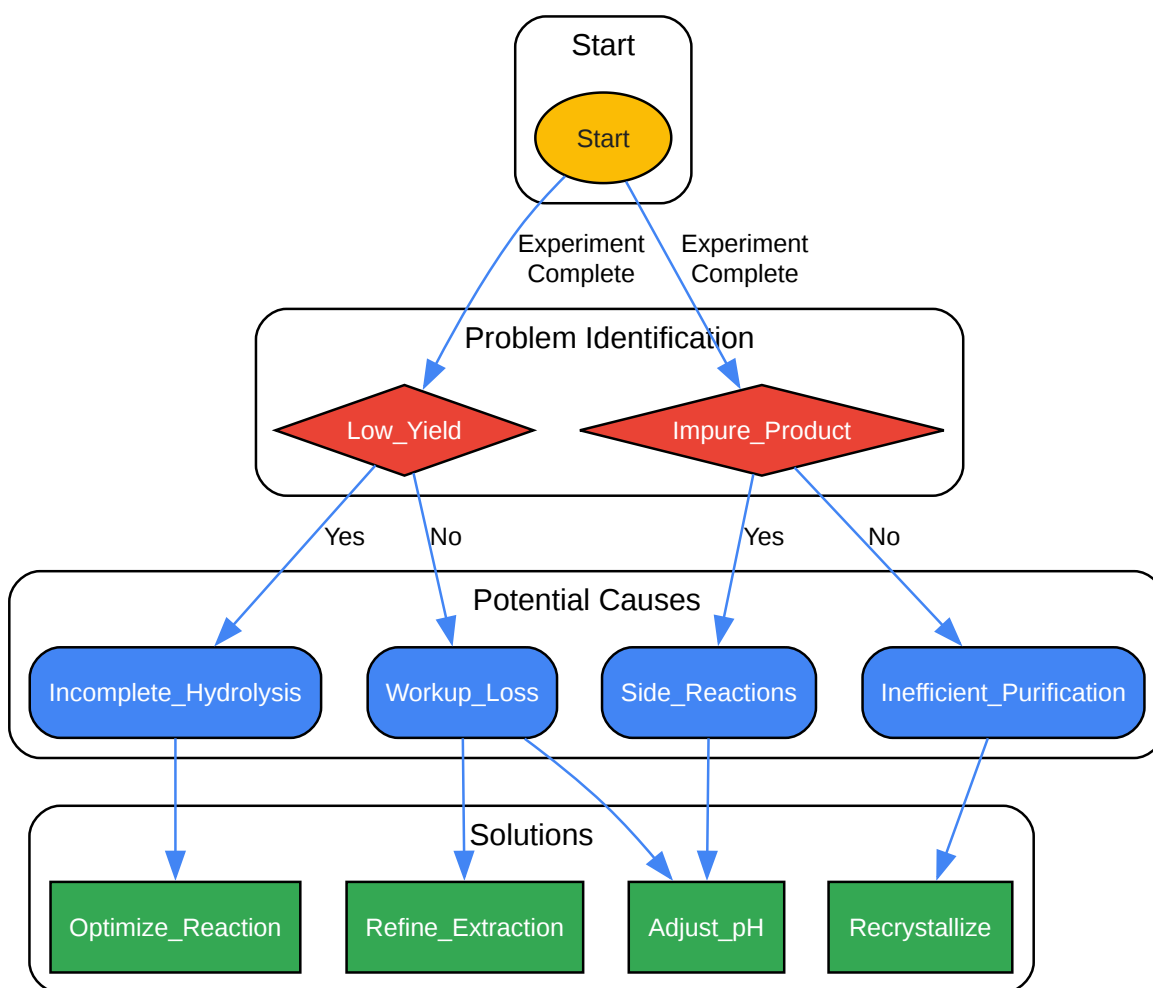 Start
Start
Experiment
Complete
Experiment
Complete
Problem Identification
Low_Yield
Impure_Product
Yes
No
Yes
No
Potential Causes
Incomplete_Hydrolysis
Workup_Loss
Side_Reactions
Inefficient_Purification
Solutions
Optimize_Reaction
Refine_Extraction
Adjust_pH
Recrystallize